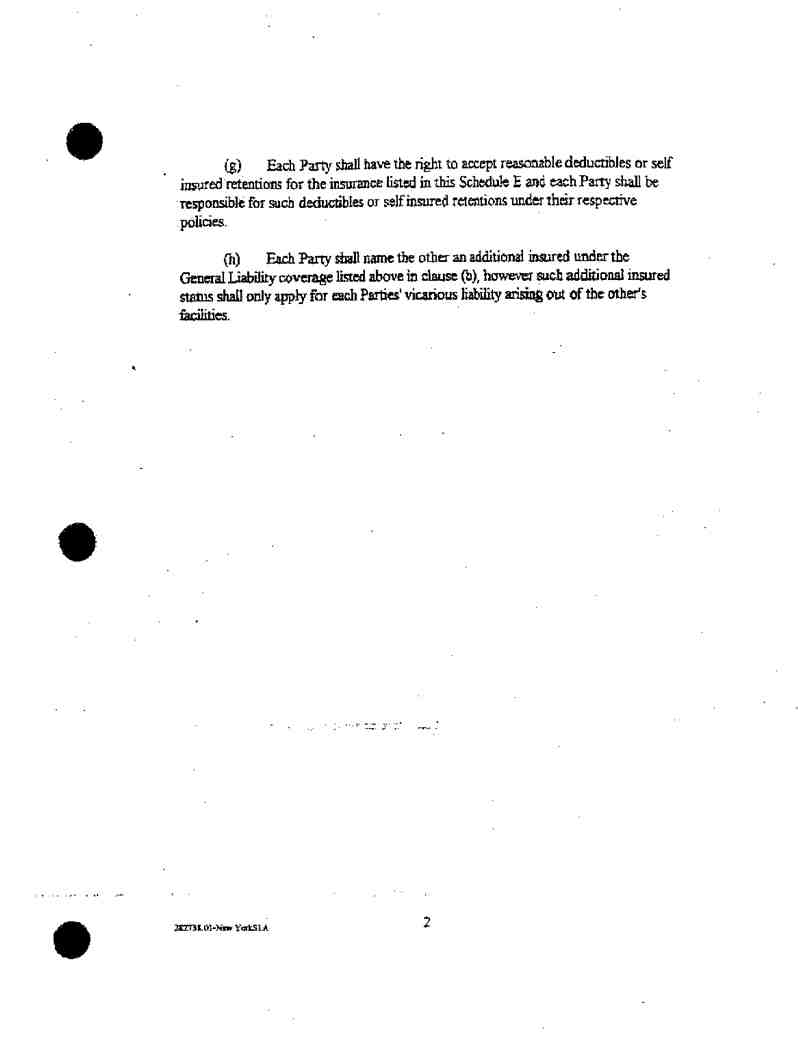 (g) Each Party shall have the right to accept reasonable deductibles or self
insured retentions for the insurance listed in this Schedule E and each Party shall be
responsible for such deductibles or self insured retentions under their respective
policies.
(h) Each Party shall name the other an additional insured under the
General Liability coverage listed above in clause (b), however such additional insured
status shall only apply for each Parties' vicarious liability arising out of the other's
facilities.
282738.01-New YorkS1A 2